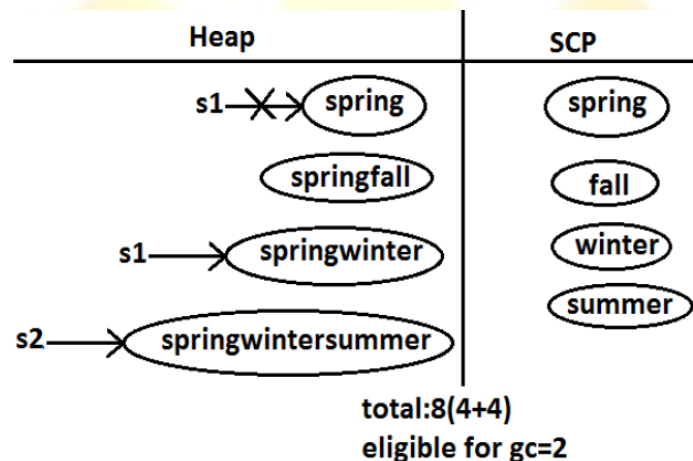 Heap SCP
s1 spring spring
springfall fall
s1 springwinter winter
summer
s2 springwintersummer
total:8(4+4)
eligible for gc=2